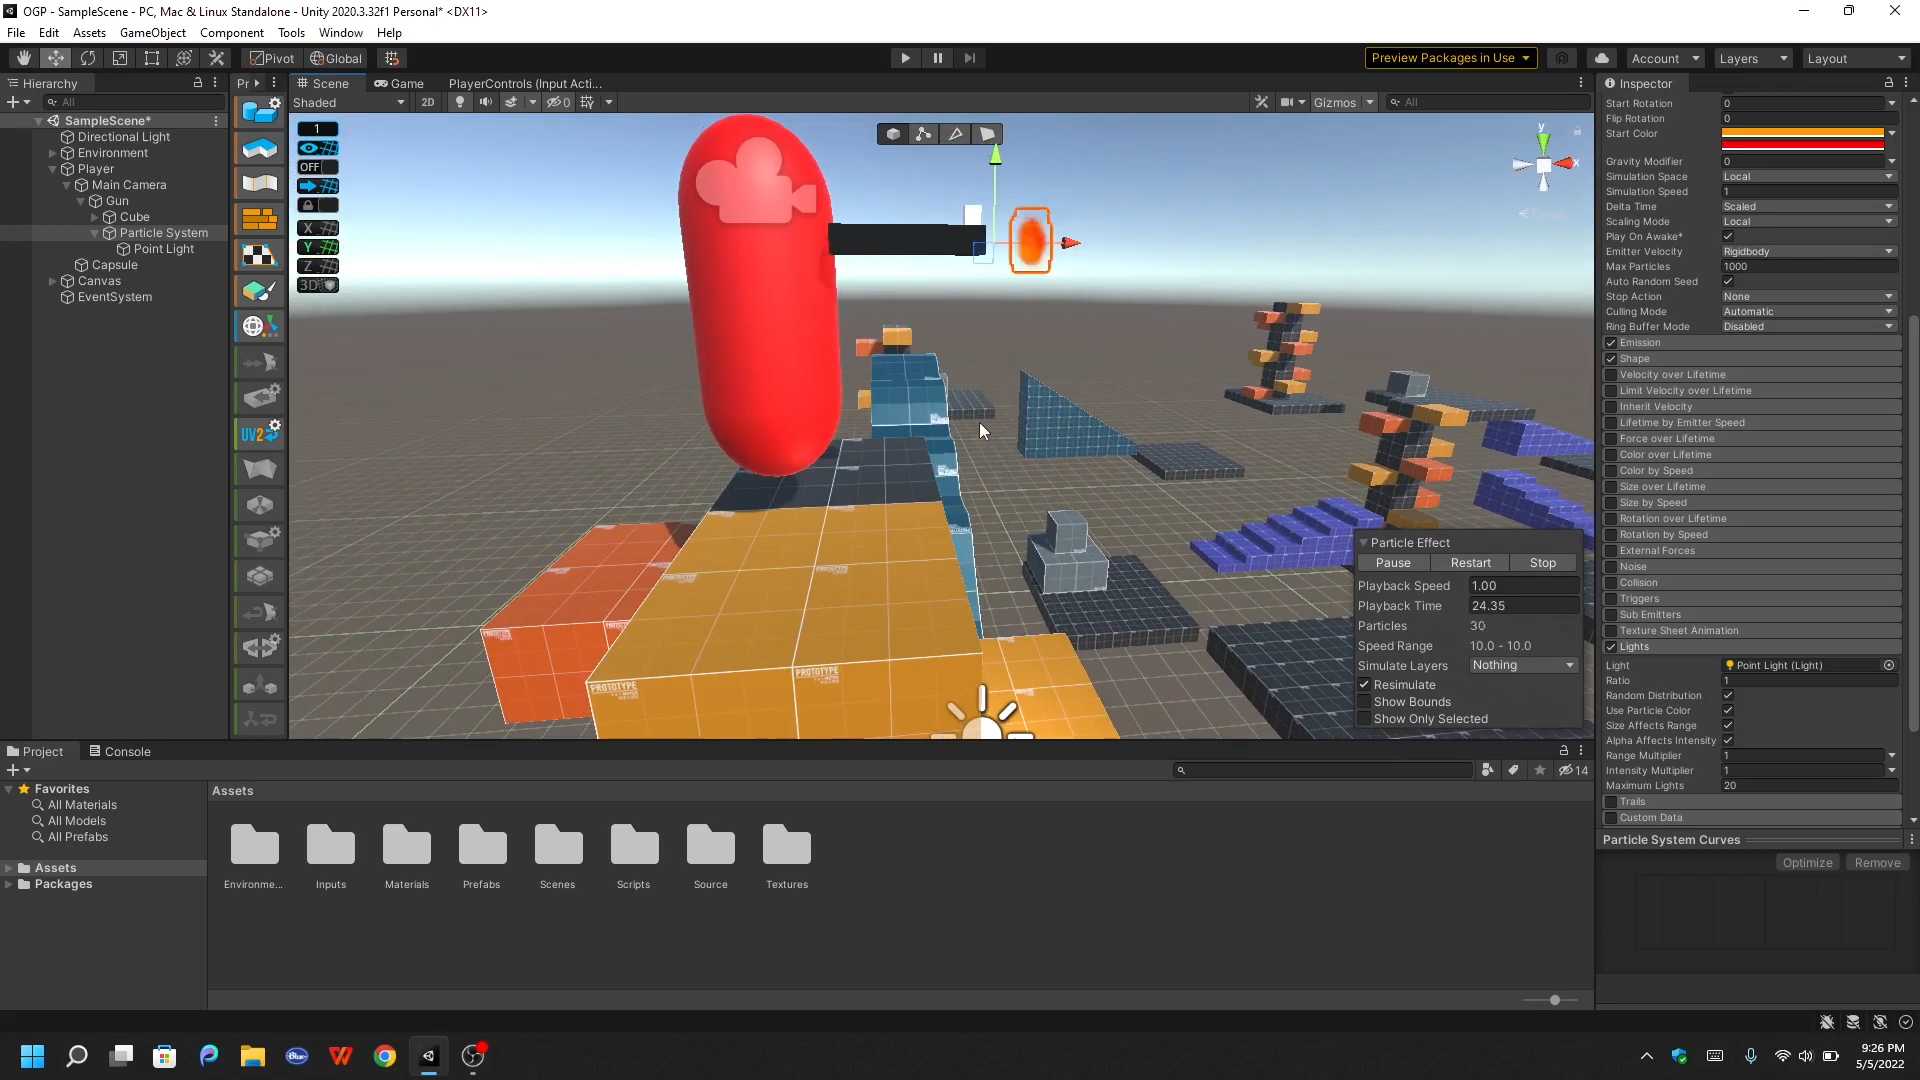 OGP - SampleScene - PC, Mac & Linux Standalone - Unity 2020.3.32f1 Personal* <DX11>
File Edit Assets GameObject Component Tools Window Help
Pivot Global
Preview Packages in Use
Account
Layers
Layout
Hierarchy
Pr
Scene
Game
PlayerControls (Input Acti...
Inspector
All
Shaded
2D
0
Gizmos
All
SampleScene*
Directional Light
Environment
Player
Main Camera
Gun
Cube
Particle System
Point Light
Capsule
Canvas
EventSystem
UV2
1
OFF
X
Y
Z
3D
y
x
PROTOTYPE
PROTOTYPE
Particle Effect
Pause Restart Stop
Playback Speed 1.00
Playback Time 24.35
Particles 30
Speed Range 10.0 - 10.0
Simulate Layers Nothing
Resimulate
Show Bounds
Show Only Selected
Start Rotation 0
Flip Rotation 0
Start Color
Gravity Modifier 0
Simulation Space Local
Simulation Speed 1
Delta Time Scaled
Scaling Mode Local
Play On Awake*
Emitter Velocity Rigidbody
Max Particles 1000
Auto Random Seed
Stop Action None
Culling Mode Automatic
Ring Buffer Mode Disabled
Emission
Shape
Velocity over Lifetime
Limit Velocity over Lifetime
Inherit Velocity
Lifetime by Emitter Speed
Force over Lifetime
Color over Lifetime
Color by Speed
Size over Lifetime
Size by Speed
Rotation over Lifetime
Rotation by Speed
External Forces
Noise
Collision
Triggers
Sub Emitters
Texture Sheet Animation
Lights
Light Point Light (Light)
Ratio 1
Random Distribution
Use Particle Color
Size Affects Range
Alpha Affects Intensity
Range Multiplier 1
Intensity Multiplier 1
Maximum Lights 20
Trails
Custom Data
Particle System Curves
Optimize Remove
Project
Console
14
Favorites
All Materials
All Models
All Prefabs
Assets
Packages
Assets
Environme... Inputs Materials Prefabs Scenes Scripts Source Textures
Blue
W
9:26 PM
5/5/2022